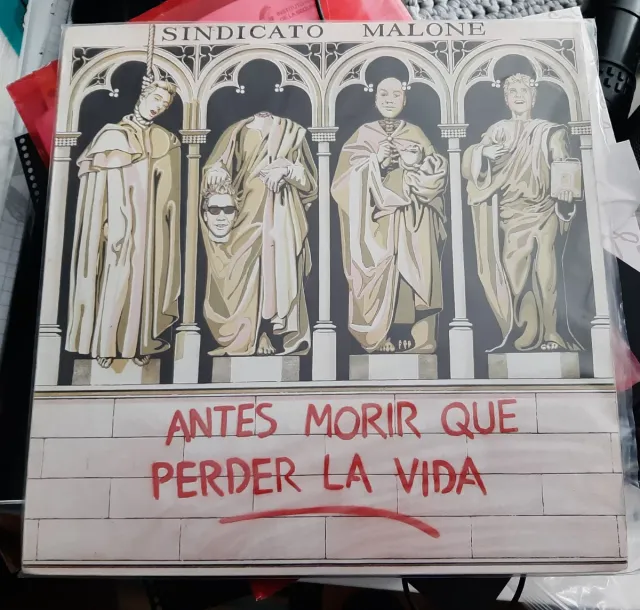 SINDICATO MALONE
ANTES MORIR QUE
PERDER LA VIDA